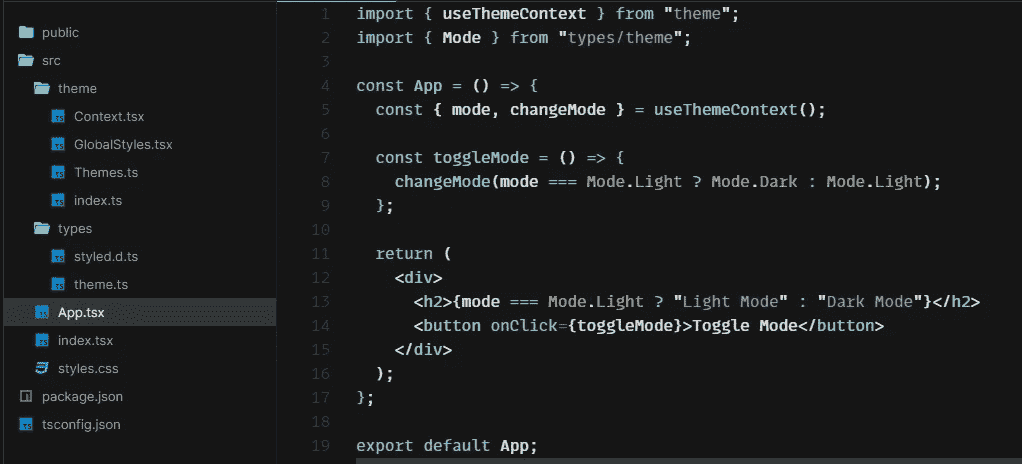 public
src
theme
Context.tsx
GlobalStyles.tsx
Themes.ts
index.ts
types
styled.d.ts
theme.ts
App.tsx
index.tsx
styles.css
package.json
tsconfig.json
1 import { useThemeContext } from "theme";
2 import { Mode } from "types/theme";
3
4 const App = () => {
5   const { mode, changeMode } = useThemeContext();
6
7   const toggleMode = () => {
8     changeMode(mode === Mode.Light ? Mode.Dark : Mode.Light);
9   };
10
11   return (
12     <div>
13       <h2>{mode === Mode.Light ? "Light Mode" : "Dark Mode"}</h2>
14       <button onClick={toggleMode}>Toggle Mode</button>
15     </div>
16   );
17 };
18
19 export default App;